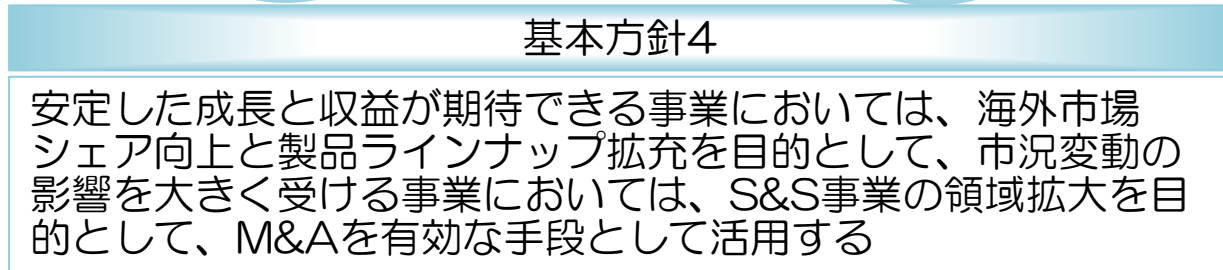 基本方針4
安定した成長と収益が期待できる事業においては、海外市場
シェア向上と製品ラインナップ拡充を目的として、市況変動の
影響を大きく受ける事業においては、S&S事業の領域拡大を目
的として、M&Aを有効な手段として活用する